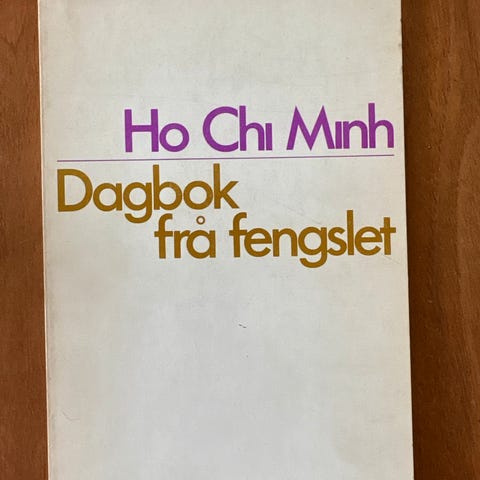 Ho Chi Minh
Dagbok
frå fengslet